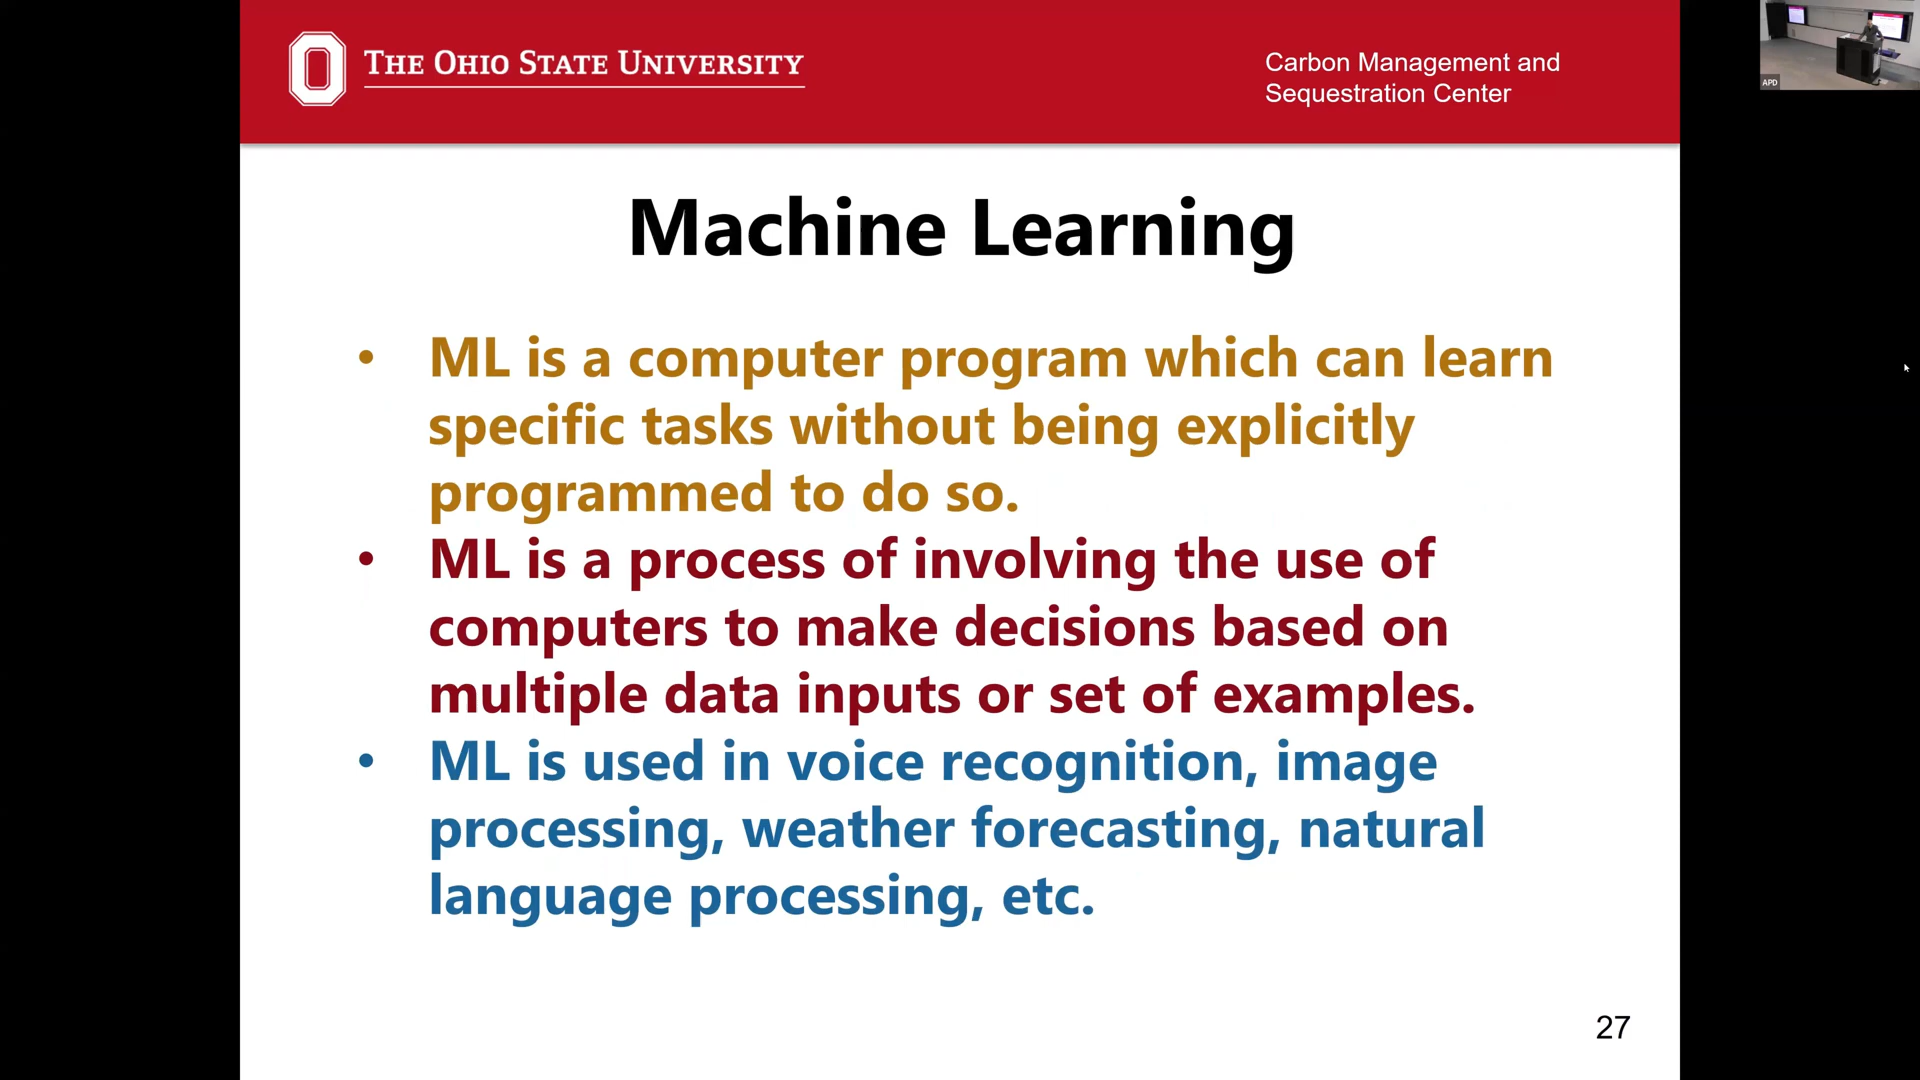 THE OHIO STATE UNIVERSITY
Carbon Management and
Sequestration Center
APD
Machine Learning
• ML is a computer program which can learn
specific tasks without being explicitly
programmed to do so.
• ML is a process of involving the use of
computers to make decisions based on
multiple data inputs or set of examples.
• ML is used in voice recognition, image
processing, weather forecasting, natural
language processing, etc.
27